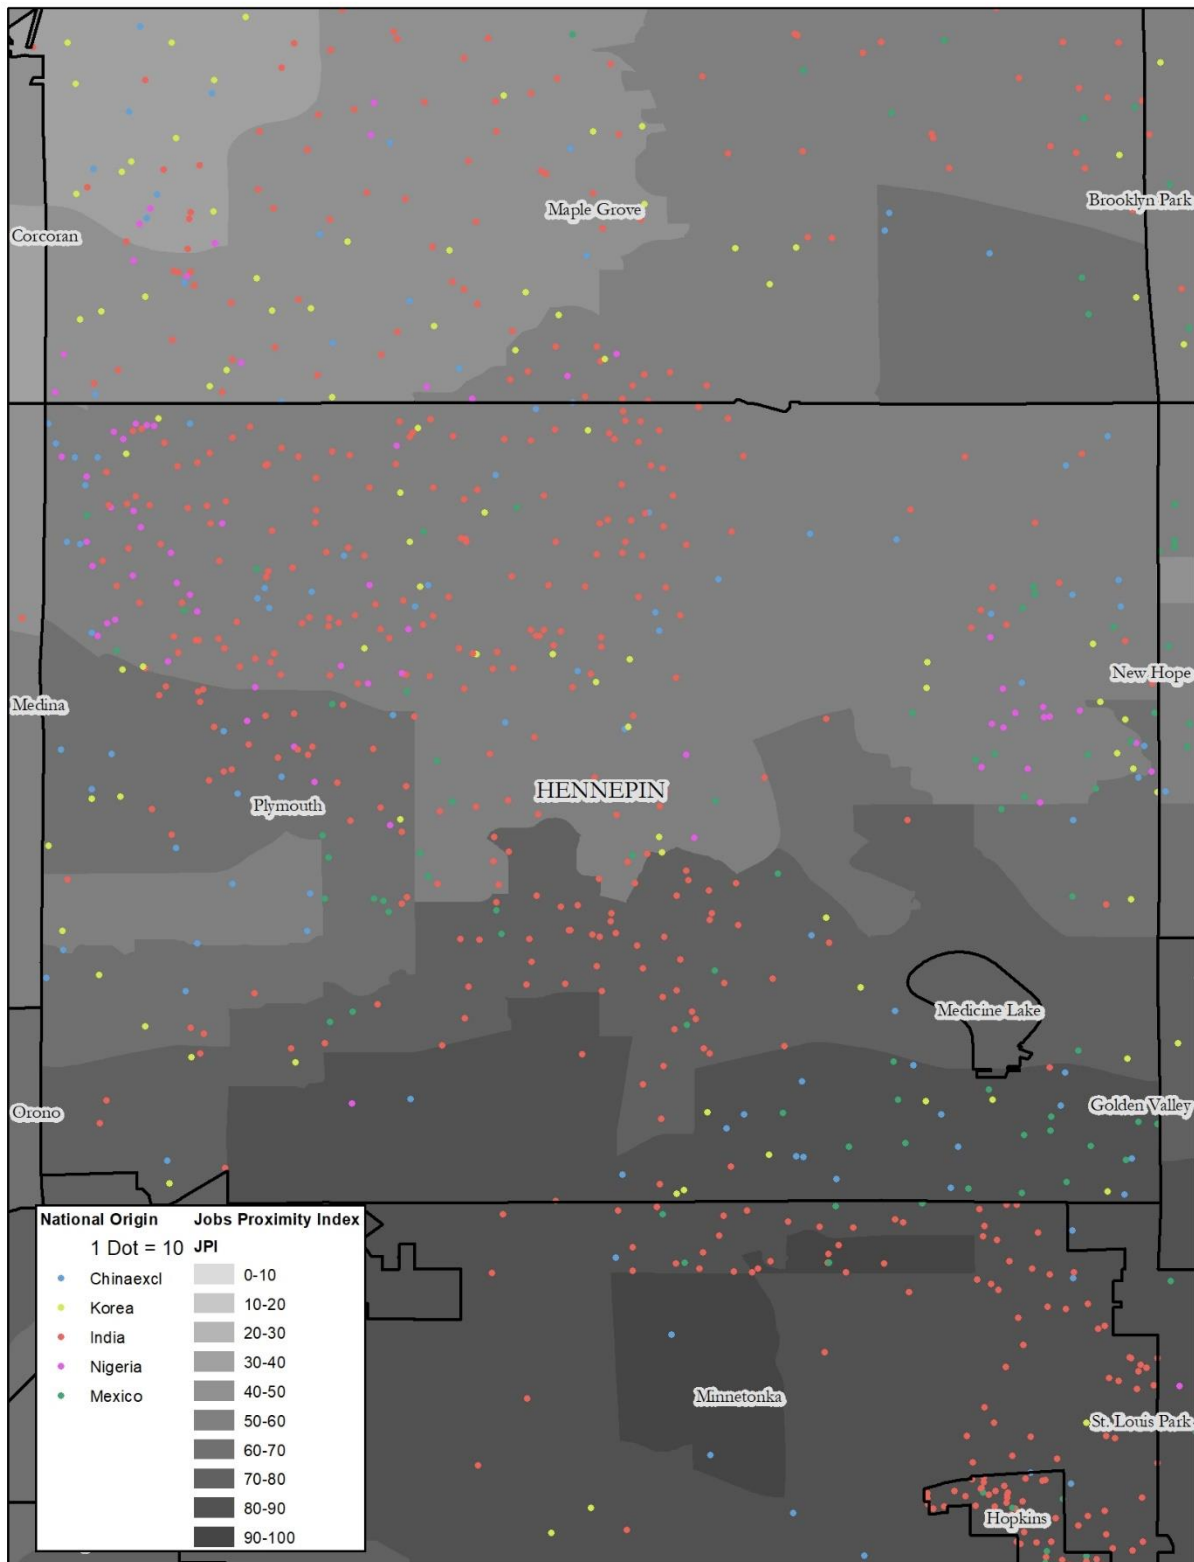 Maple Grove
Brooklyn Park
Corcoran
New Hope
Medina
HENNEPIN
Plymouth
Medicine Lake
Orono
Golden Valley
National Origin
1 Dot = 10
Chinaexcl
Korea
India
Nigeria
Mexico
Jobs Proximity Index
JPI
0-10
10-20
20-30
30-40
40-50
50-60
60-70
70-80
80-90
90-100
Minnetonka
St. Louis Park
Hopkins